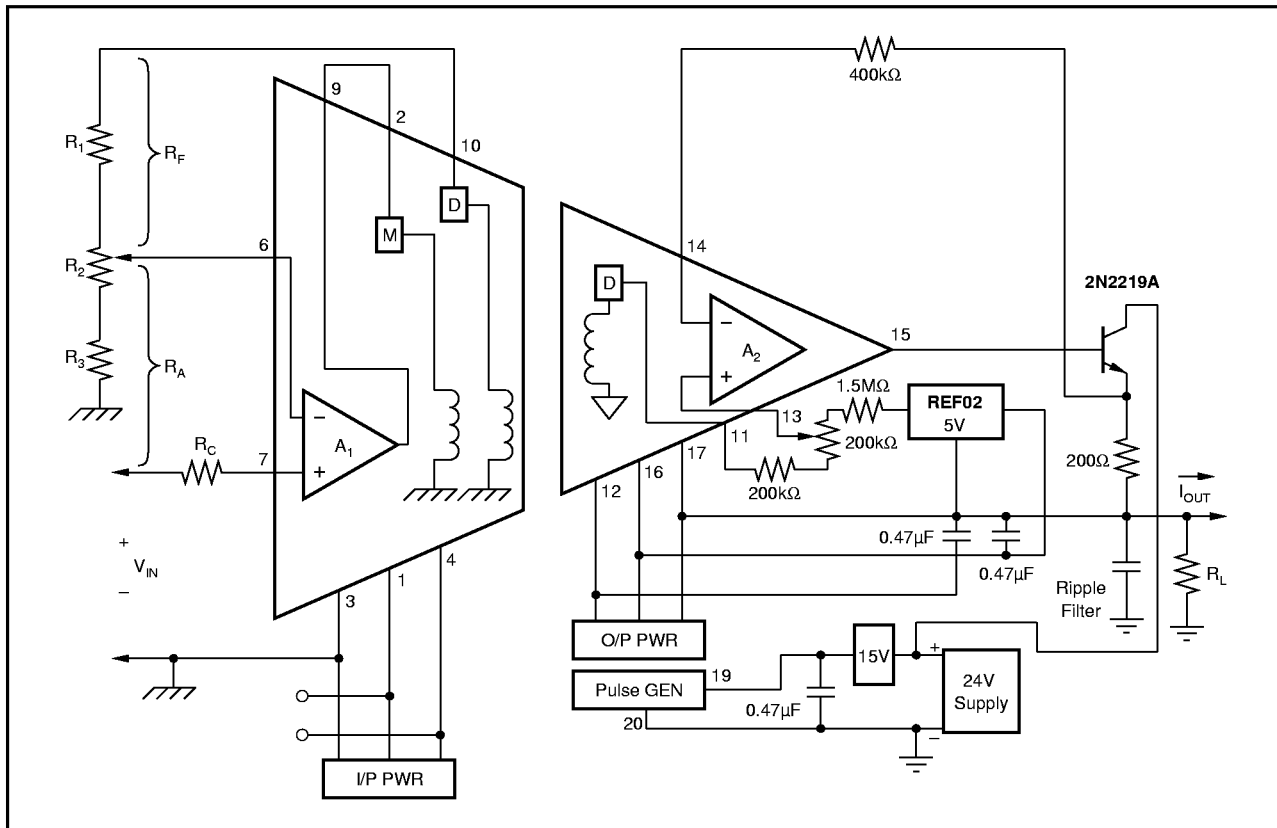 400kΩ
9
2
10
R1
RF
D
M
6
14
R2
D
2N2219A
15
A2
−
+
R3
RA
1.5MΩ
REF02
5V
13
−
A1
+
11
17
200kΩ
RC
7
16
200kΩ
200Ω
12
IOUT
+
VIN
−
0.47µF
0.47µF
4
1
3
Ripple
Filter
RL
O/P PWR
15V
+
24V
Supply
−
Pulse GEN
19
20
0.47µF
I/P PWR